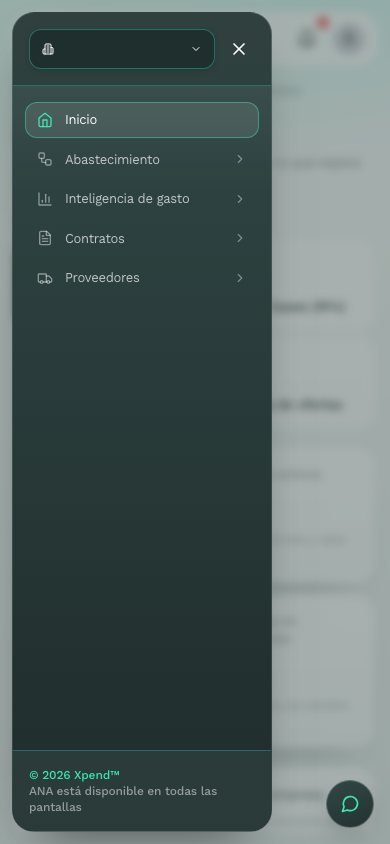 Inicio
Abastecimiento
Inteligencia de gasto
Contratos
Proveedores
© 2026 Xpend™
ANA está disponible en todas las
pantallas